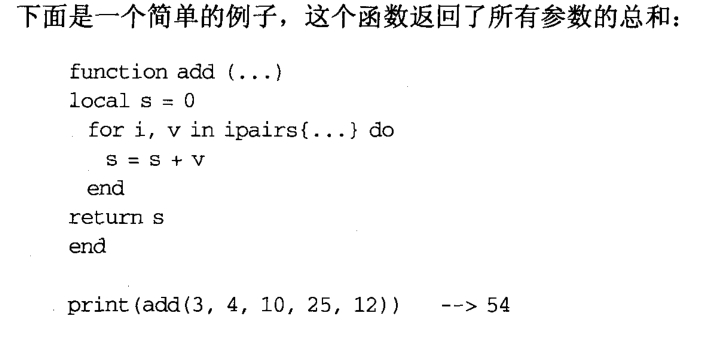 下面是一个简单的例子，这个函数返回了所有参数的总和：
function add (...)
local s = 0
for i, v in ipairs{...} do
s = s + v
end
return s
end
print(add(3, 4, 10, 25, 12))   --> 54